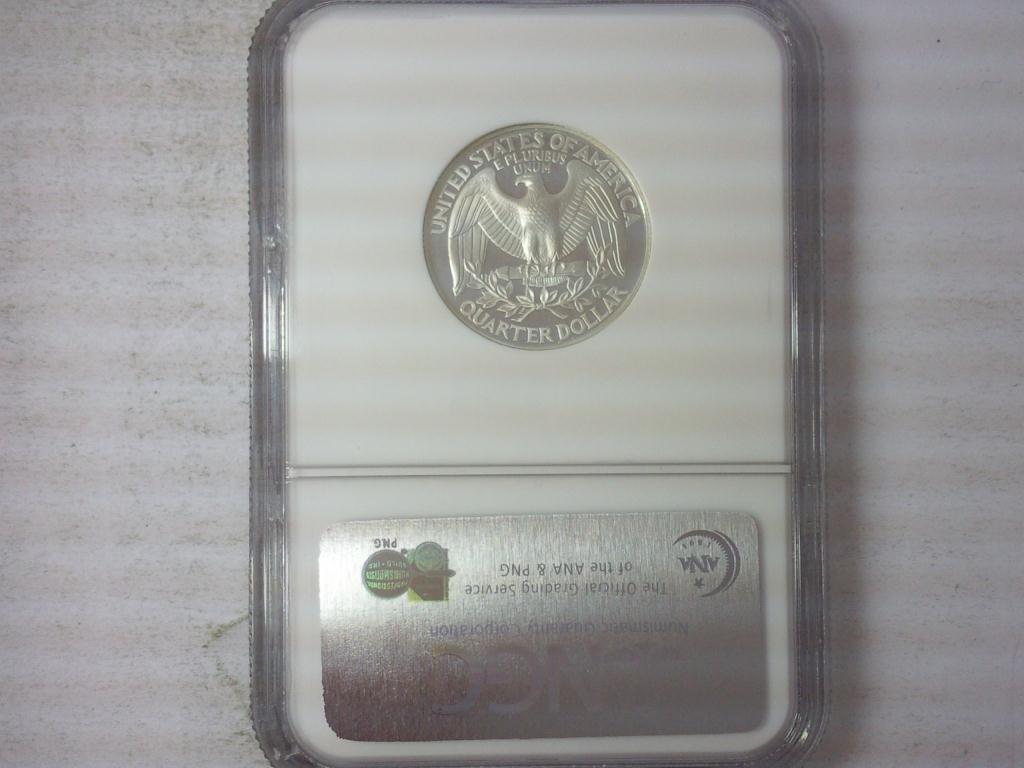 UNITED STATES OF AMERICA
E PLURIBUS
UNUM
QUARTER DOLLAR
NGC
Numismatic Guaranty Corporation
The Official Grading Service
of the ANA & PNG
ANA
1891
PNG